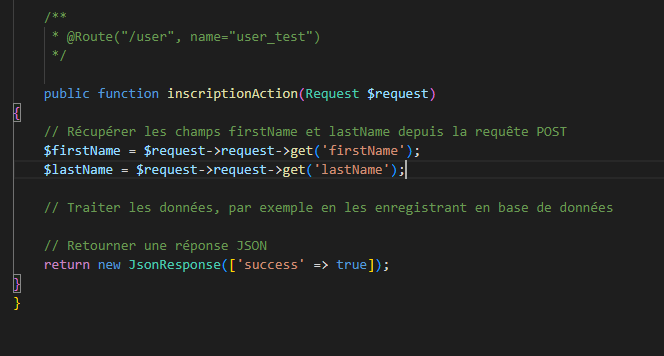 /**
 * @Route("/user", name="user_test")
 */
public function inscriptionAction(Request $request)
{
// Récupérer les champs firstName et lastName depuis la requête POST
$firstName = $request->request->get('firstName');
$lastName = $request->request->get('lastName');
// Traiter les données, par exemple en les enregistrant en base de données
// Retourner une réponse JSON
return new JsonResponse(['success' => true]);
}
}